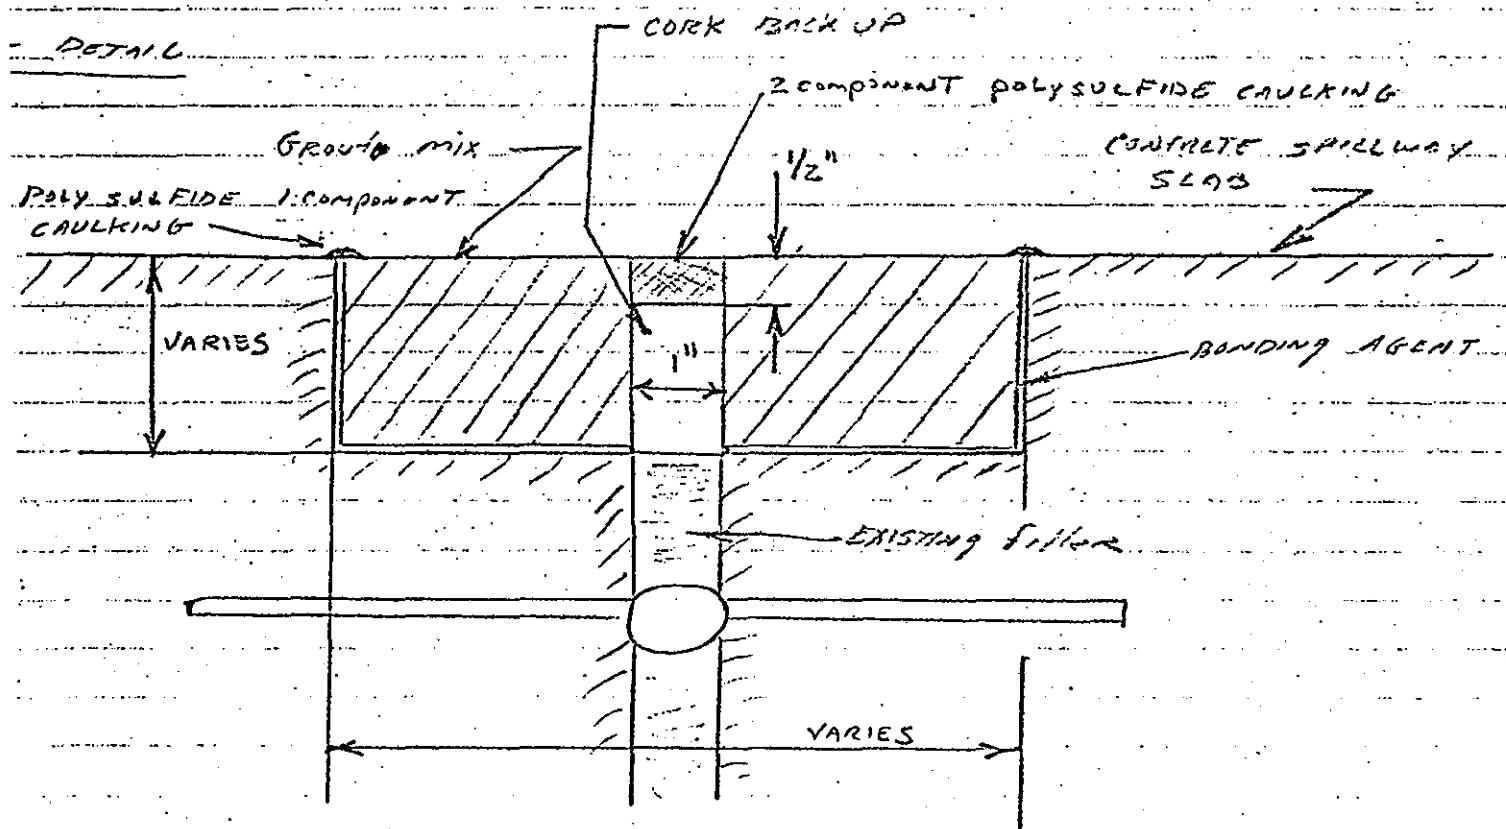 - DETAIL
CORK BACK UP
2 COMPONENT POLYSULFIDE CAULKING
GROUT MIX
1/2"
CONCRETE SPILLWAY
SLAB
POLYSULFIDE 1 COMPONENT
CAULKING
VARIES
1"
BONDING AGENT
EXISTING FILLER
VARIES